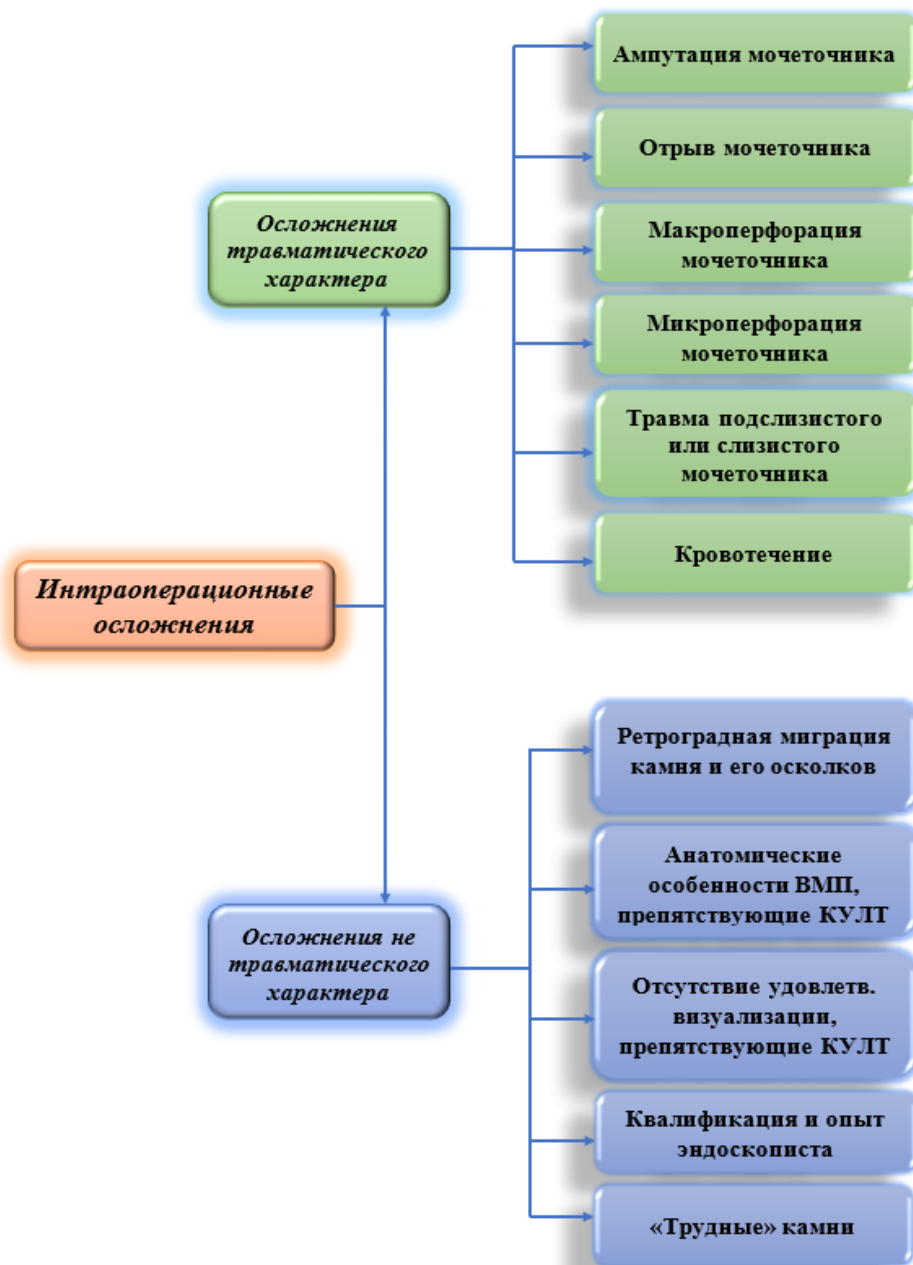 Интраоперационные
осложнения
Осложнения
травматического
характера
Ампутация мочеточника
Отрыв мочеточника
Макроперфорация
мочеточника
Микроперфорация
мочеточника
Травма подслизистого
или слизистого
мочеточника
Кровотечение
Осложнения не
травматического
характера
Ретроградная миграция
камня и его осколков
Анатомические
особенности ВМП,
препятствующие КУЛТ
Отсутствие удовлетв.
визуализации,
препятствующие КУЛТ
Квалификация и опыт
эндоскописта
«Трудные» камни